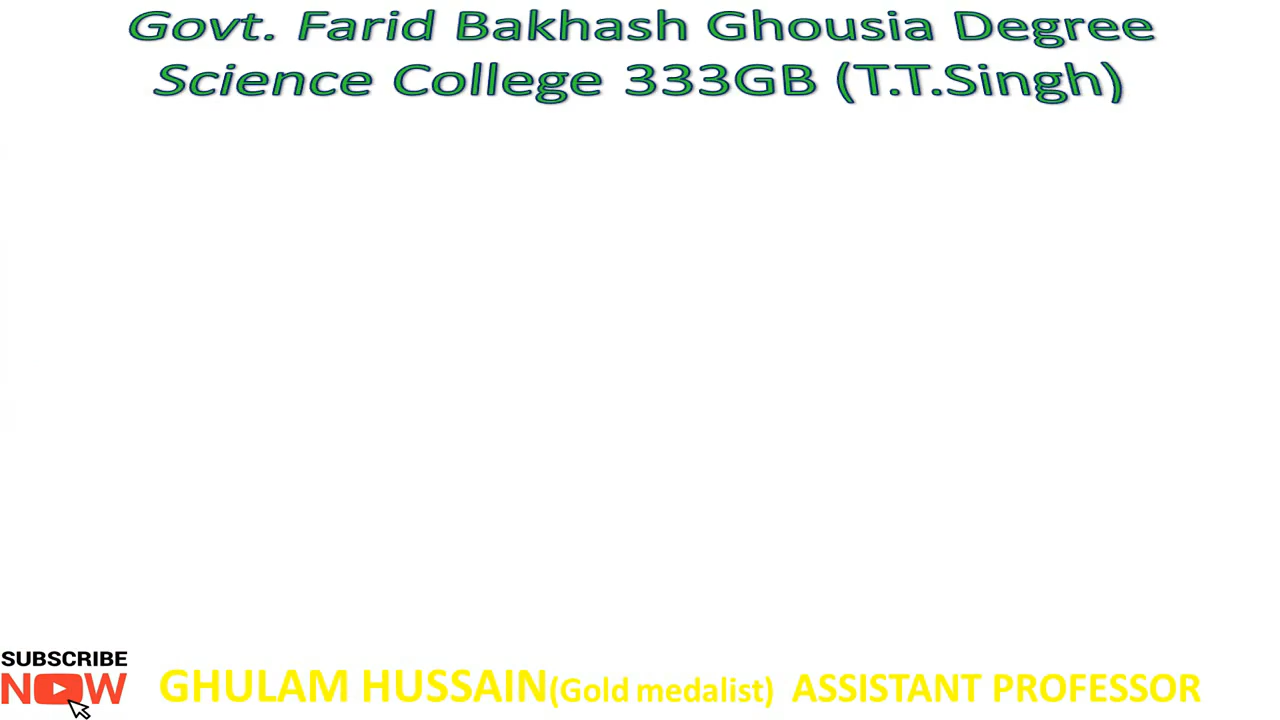 Govt. Farid Bakhash Ghousia Degree
Science College 333GB (T.T.Singh)
SUBSCRIBE
NOW
GHULAM HUSSAIN(Gold medalist) ASSISTANT PROFESSOR